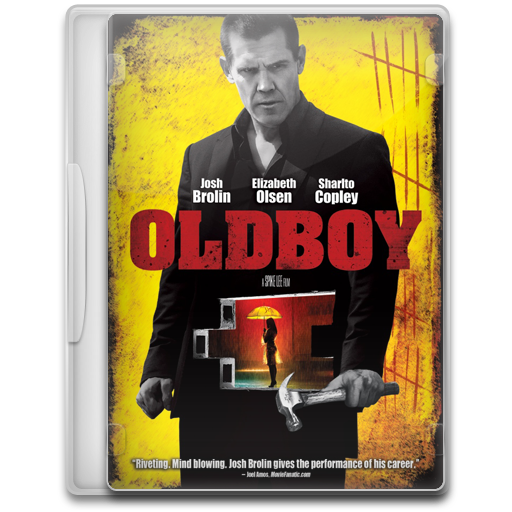 Josh Elizabeth Sharlto
Brolin Olsen Copley
OLDBOY
A SPIKE LEE FILM
"Riveting. Mind blowing. Josh Brolin gives the performance of his career."
– Joel Amos, MovieFanatic.com